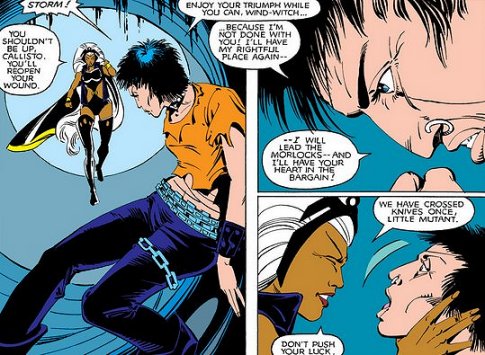 STORM!
YOU
SHOULDN'T
BE UP,
CALLISTO.
YOU'LL
REOPEN
YOUR
WOUND.
ENJOY YOUR TRIUMPH WHILE
YOU CAN, WIND-WITCH...
BECAUSE I'M
NOT DONE WITH
YOU! I'LL HAVE
MY RIGHTFUL
PLACE AGAIN--
--I WILL
LEAD THE
MORLOCKS--AND
I'LL HAVE YOUR
HEART IN THE
BARGAIN!
WE HAVE CROSSED
KNIVES ONCE,
LITTLE MUTANT.
DON'T
PUSH
YOUR LUCK.